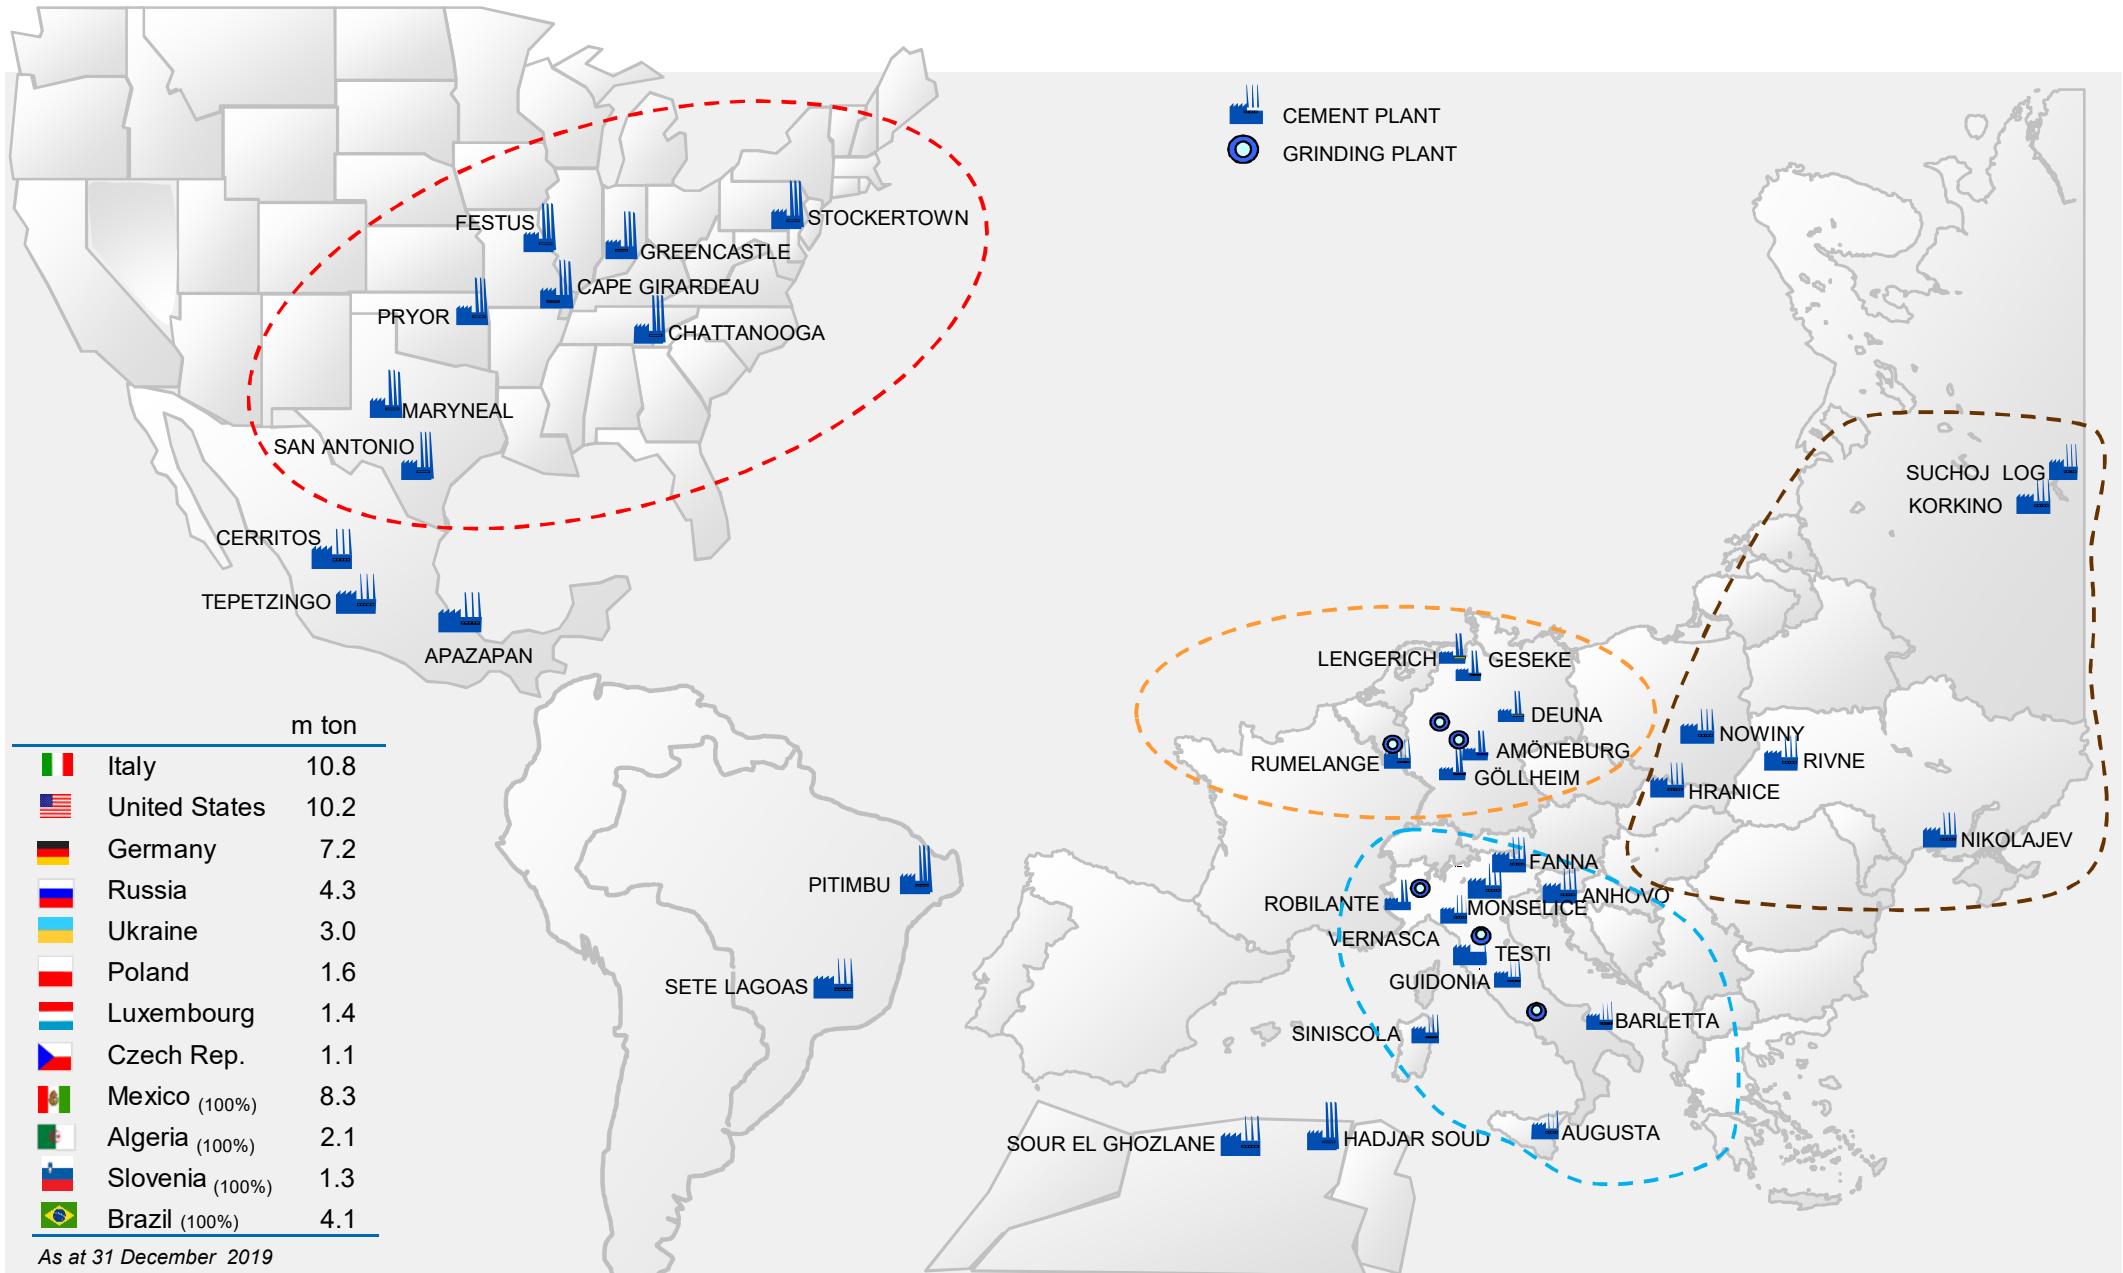 CEMENT PLANT
GRINDING PLANT
FESTUS
STOCKERTOWN
GREENCASTLE
CAPE GIRARDEAU
PRYOR
CHATTANOOGA
MARYNEAL
SAN ANTONIO
CERRITOS
TEPETZINGO
APAZAPAN
PITIMBU
SETE LAGOAS
SUCHOJ LOG
KORKINO
LENGERICH
GESEKE
DEUNA
AMÖNEBURG
RUMELANGE
GÖLLHEIM
NOWINY
RIVNE
HRANICE
NIKOLAJEV
FANNA
ANHOVO
ROBILANTE
MONSELICE
VERNASCA
TESTI
GUIDONIA
BARLETTA
SINISCOLA
AUGUSTA
SOUR EL GHOZLANE
HADJAR SOUD
m ton
Italy 10.8
United States 10.2
Germany 7.2
Russia 4.3
Ukraine 3.0
Poland 1.6
Luxembourg 1.4
Czech Rep. 1.1
Mexico (100%) 8.3
Algeria (100%) 2.1
Slovenia (100%) 1.3
Brazil (100%) 4.1
As at 31 December 2019